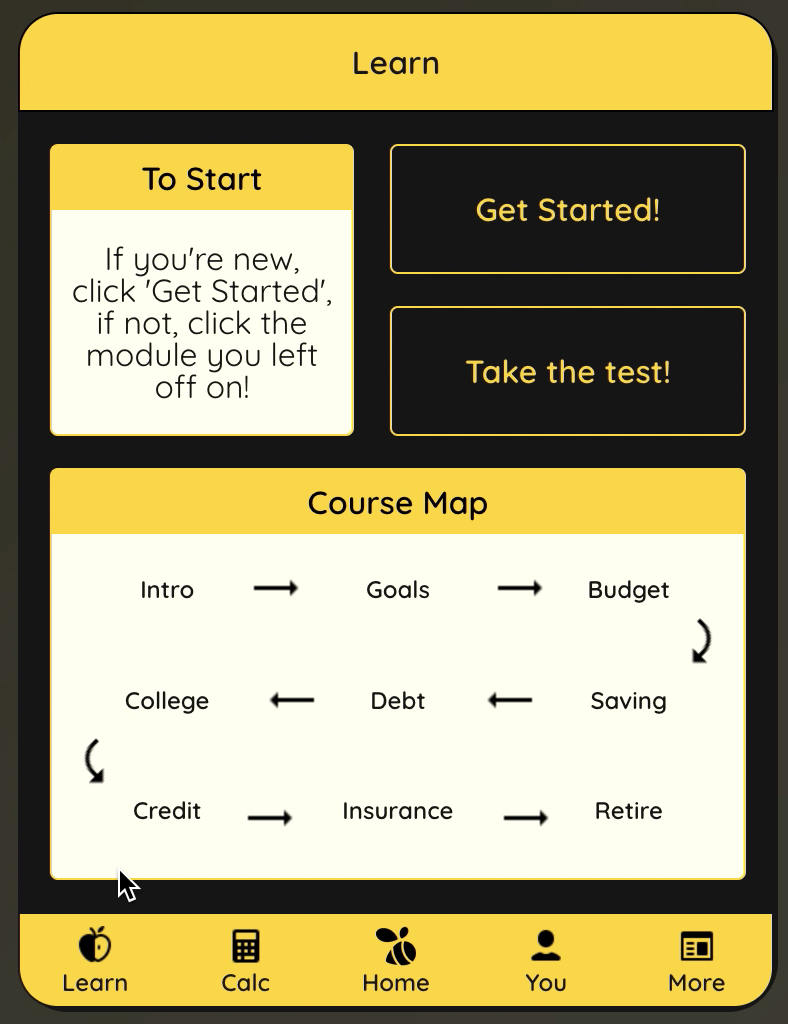 Learn
To Start
If you're new,
click 'Get Started',
if not, click the
module you left
off on!
Get Started!
Take the test!
Course Map
Intro Goals Budget
College Debt Saving
Credit Insurance Retire
Learn Calc Home You More